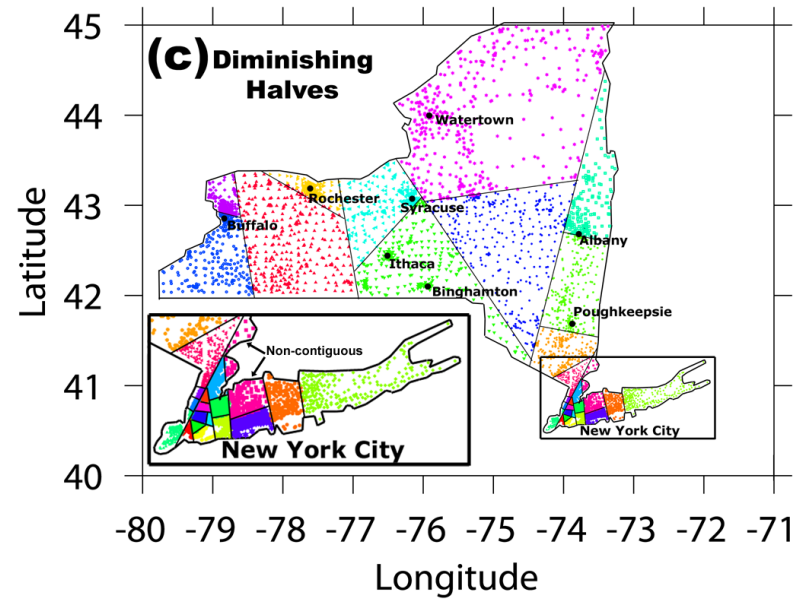 45
(c) Diminishing
Halves
44
Watertown
43
Rochester
Syracuse
Buffalo
Albany
Ithaca
42
Binghamton
Poughkeepsie
Non-contiguous
41
New York City
New York City
40
-80 -79 -78 -77 -76 -75 -74 -73 -72 -71
Latitude
Longitude